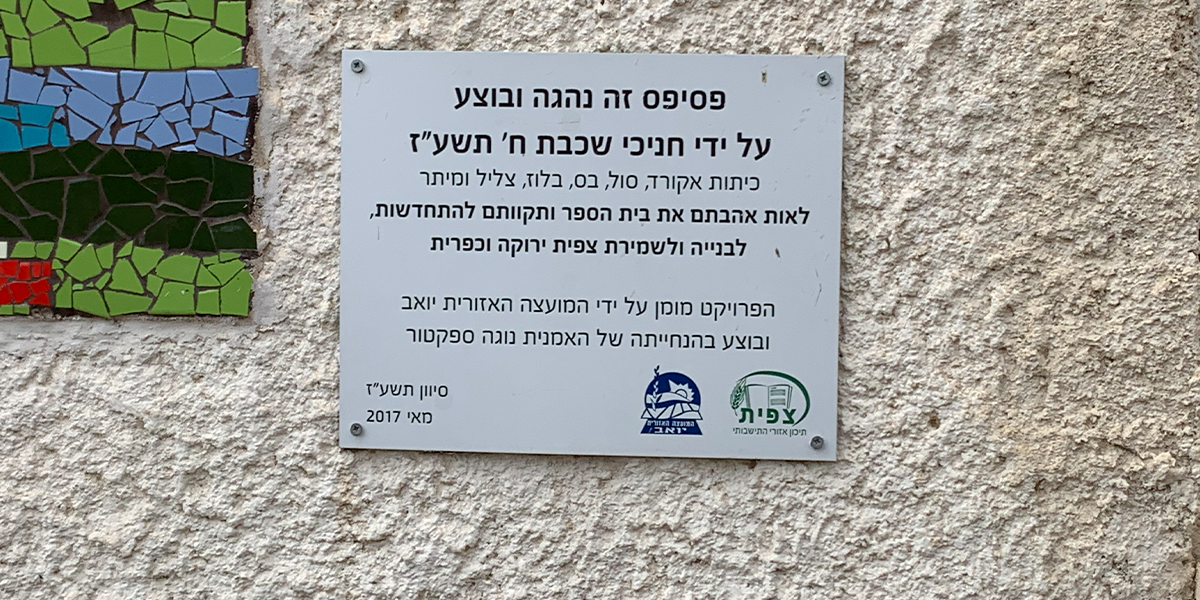 פסיפס זה נהגה ובוצע
על ידי חניכי שכבת ח' תשע"ז
כיתות אקורד, סול, בס, בלוז, צליל ומיתר
לאות אהבתם את בית הספר ותקוותם להתחדשות,
לבנייה ולשמירת צפית ירוקה וכפרית
הפרויקט מומן על ידי המועצה האזורית יואב
ובוצע בהנחייתה של האמנית נוגה ספקטור
סיוון תשע"ז
מאי 2017
המועצה האזורית
יואב
צפית
תיכון אזורי התישבותי